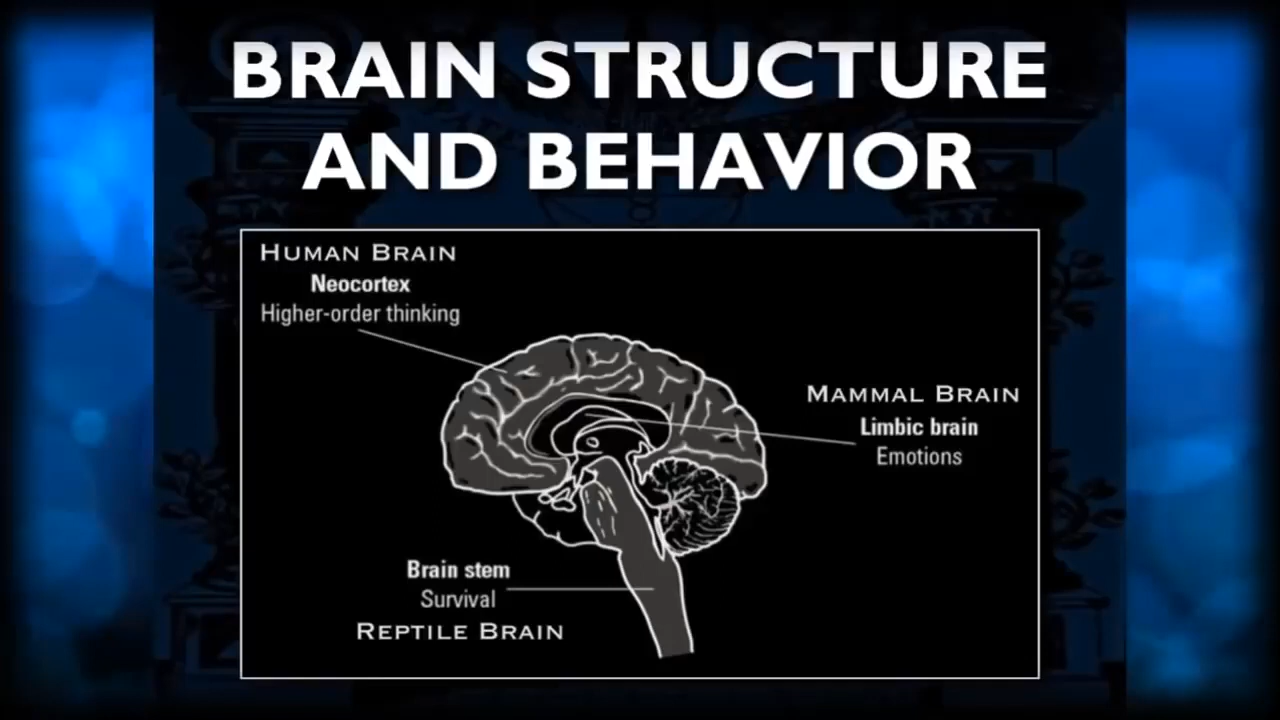 BRAIN STRUCTURE
AND BEHAVIOR
HUMAN BRAIN
Neocortex
Higher-order thinking
MAMMAL BRAIN
Limbic brain
Emotions
Brain stem
Survival
REPTILE BRAIN